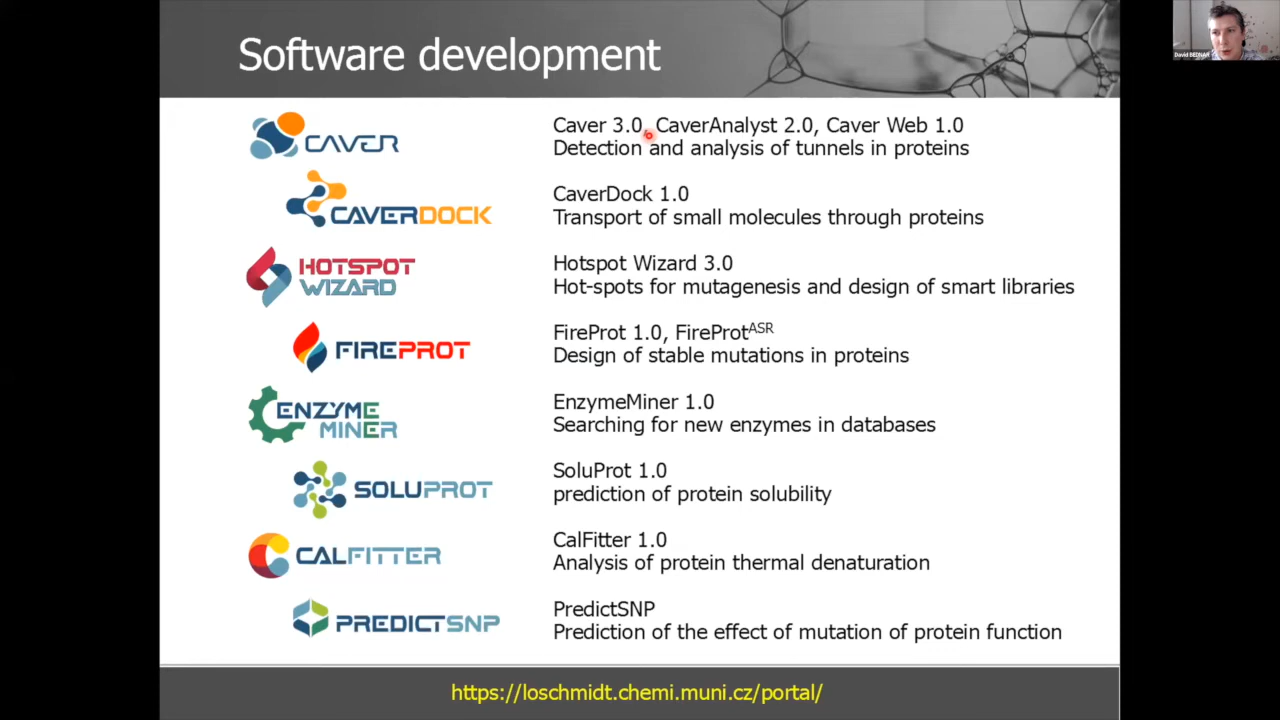 Software development
David BEDNAR
CAVER
Caver 3.0, CaverAnalyst 2.0, Caver Web 1.0
Detection and analysis of tunnels in proteins
CAVERDOCK
CaverDock 1.0
Transport of small molecules through proteins
HOTSPOT
WIZARD
Hotspot Wizard 3.0
Hot-spots for mutagenesis and design of smart libraries
FIREPROT
FireProt 1.0, FireProtASR
Design of stable mutations in proteins
ENZYME
MINER
EnzymeMiner 1.0
Searching for new enzymes in databases
SOLUPROT
SoluProt 1.0
prediction of protein solubility
CALFITTER
CalFitter 1.0
Analysis of protein thermal denaturation
PREDICTSNP
PredictSNP
Prediction of the effect of mutation of protein function
https://loschmidt.chemi.muni.cz/portal/